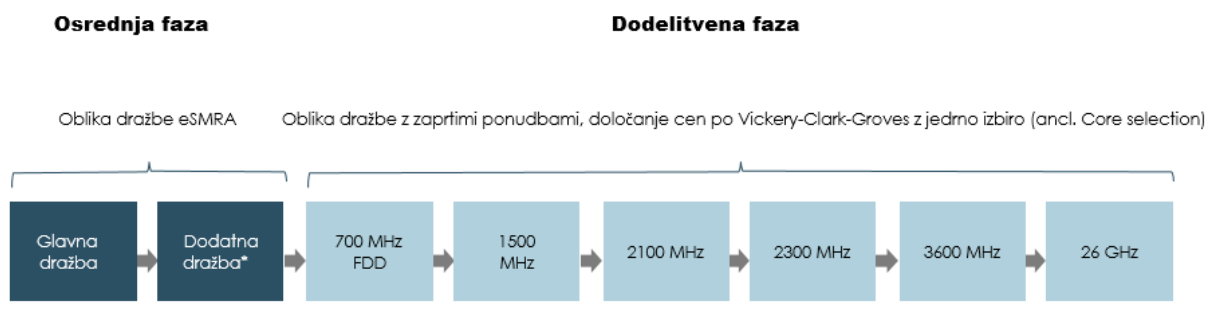 Osrednja faza
Dodelitvena faza
Oblika dražbe eSMRA
Oblika dražbe z zaprtimi ponudbami, določanje cen po Vickery-Clark-Groves z jedrno izbiro (ancl. Core selection)
Glavna
dražba
Dodatna
dražba*
700 MHz
FDD
1500
MHz
2100 MHz
2300 MHz
3600 MHz
26 GHz